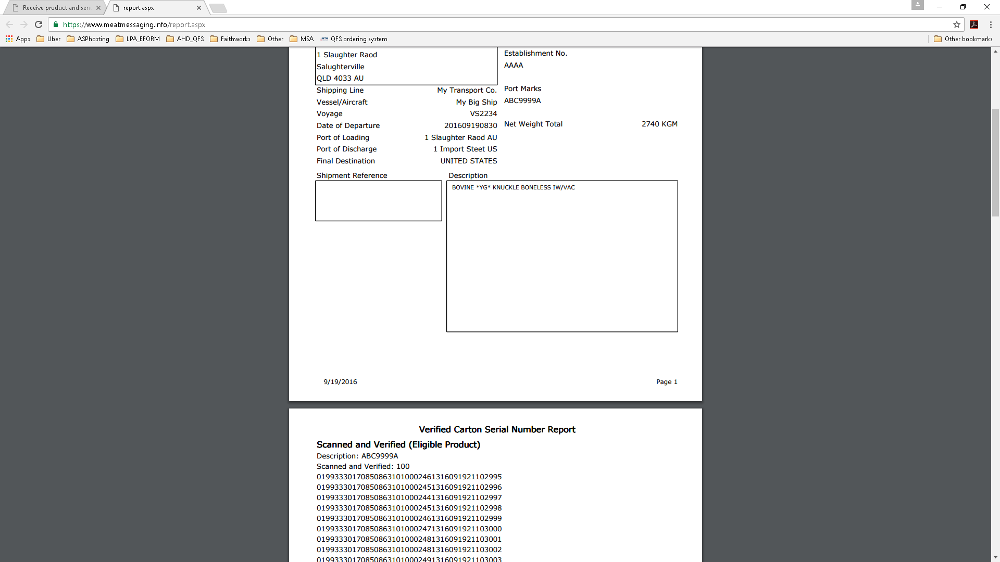 Receive product and sen
report.aspx
https://www.meatmessaging.info/report.aspx
Apps Uber ASPhosting LPA_EFORM AHD_QFS Faithworks Other MSA QFS ordering system Other bookmarks
1 Slaughter Raod
Salughterville
QLD 4033 AU
Establishment No.
AAAA
Port Marks
ABC9999A
Net Weight Total 2740 KGM
Shipping Line My Transport Co.
Vessel/Aircraft My Big Ship
Voyage VS2234
Date of Departure 201609190830
Port of Loading 1 Slaughter Raod AU
Port of Discharge 1 Import Steet US
Final Destination UNITED STATES
Shipment Reference
Description
BOVINE *YG* KNUCKLE BONELESS IW/VAC
9/19/2016 Page 1
Verified Carton Serial Number Report
Scanned and Verified (Eligible Product)
Description: ABC9999A
Scanned and Verified: 100
019933301708508631010002461316091921102995
019933301708508631010002451316091921102996
019933301708508631010002441316091921102997
019933301708508631010002451316091921102998
019933301708508631010002461316091921102999
019933301708508631010002471316091921103000
019933301708508631010002481316091921103001
019933301708508631010002481316091921103002
019933301708508631010002491316091921103003